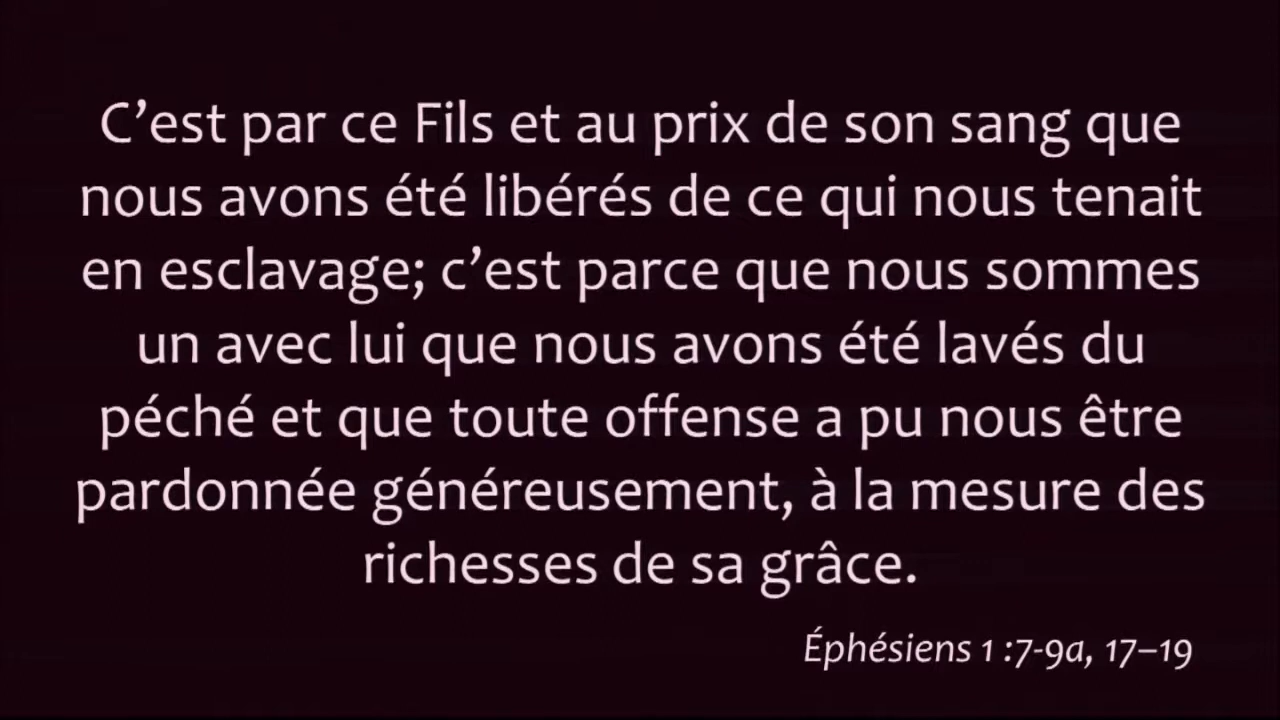 C’est par ce Fils et au prix de son sang que
nous avons été libérés de ce qui nous tenait
en esclavage; c’est parce que nous sommes
un avec lui que nous avons été lavés du
péché et que toute offense a pu nous être
pardonnée généreusement, à la mesure des
richesses de sa grâce.
Éphésiens 1 :7-9a, 17–19